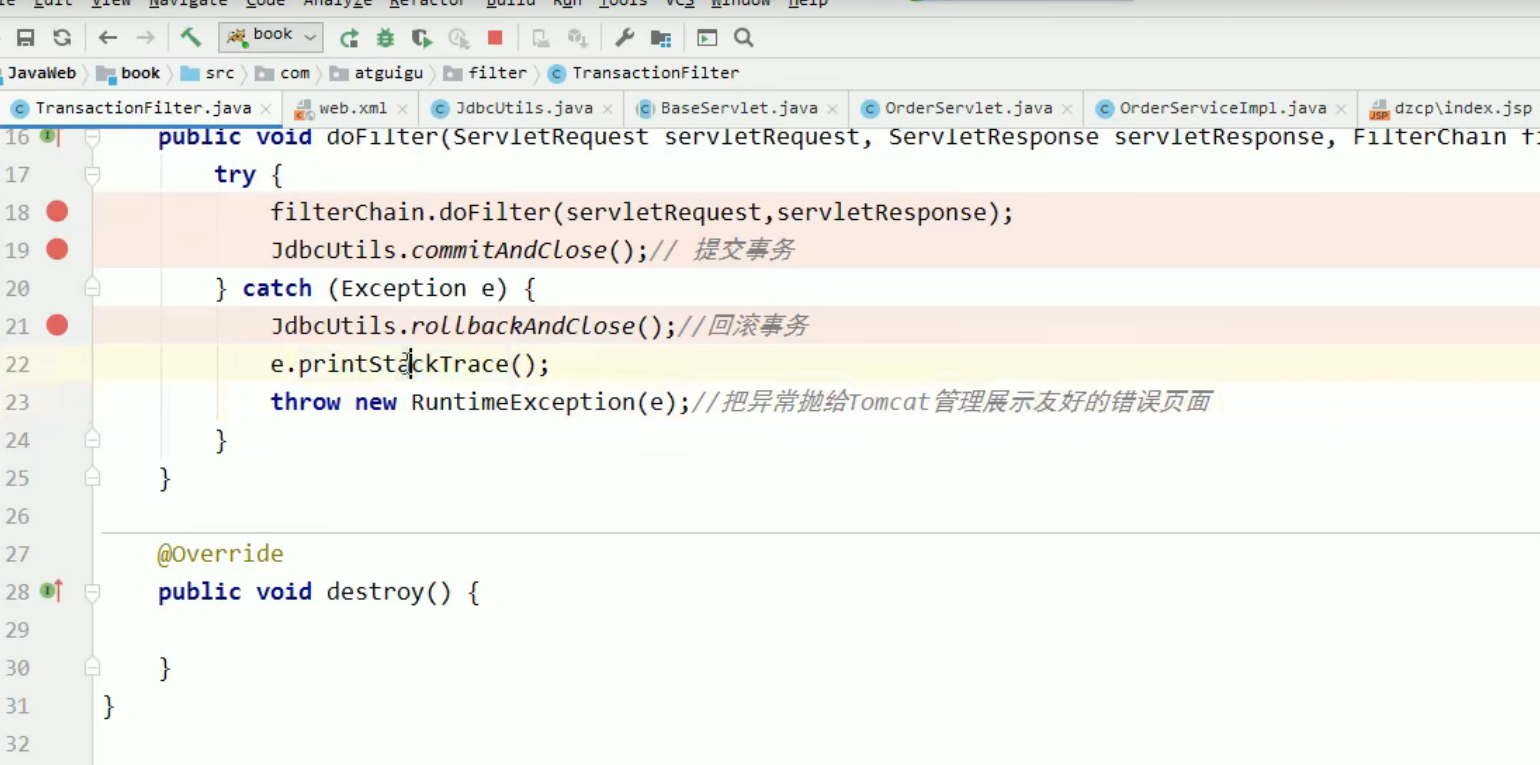 Edit View Navigate Code Analyze Refactor Build Run Tools VCS Window Help
book
JavaWeb book src com atguigu filter TransactionFilter
TransactionFilter.java web.xml JdbcUtils.java BaseServlet.java OrderServlet.java OrderServiceImpl.java dzcp\index.jsp
16 public void doFilter(ServletRequest servletRequest, ServletResponse servletResponse, FilterChain
17 try {
18 filterChain.doFilter(servletRequest,servletResponse);
19 JdbcUtils.commitAndClose();// 提交事务
20 } catch (Exception e) {
21 JdbcUtils.rollbackAndClose();//回滚事务
22 e.printStackTrace();
23 throw new RuntimeException(e);//把异常抛给Tomcat管理展示友好的错误页面
24 }
25 }
26
27 @Override
28 public void destroy() {
29
30 }
31 }
32